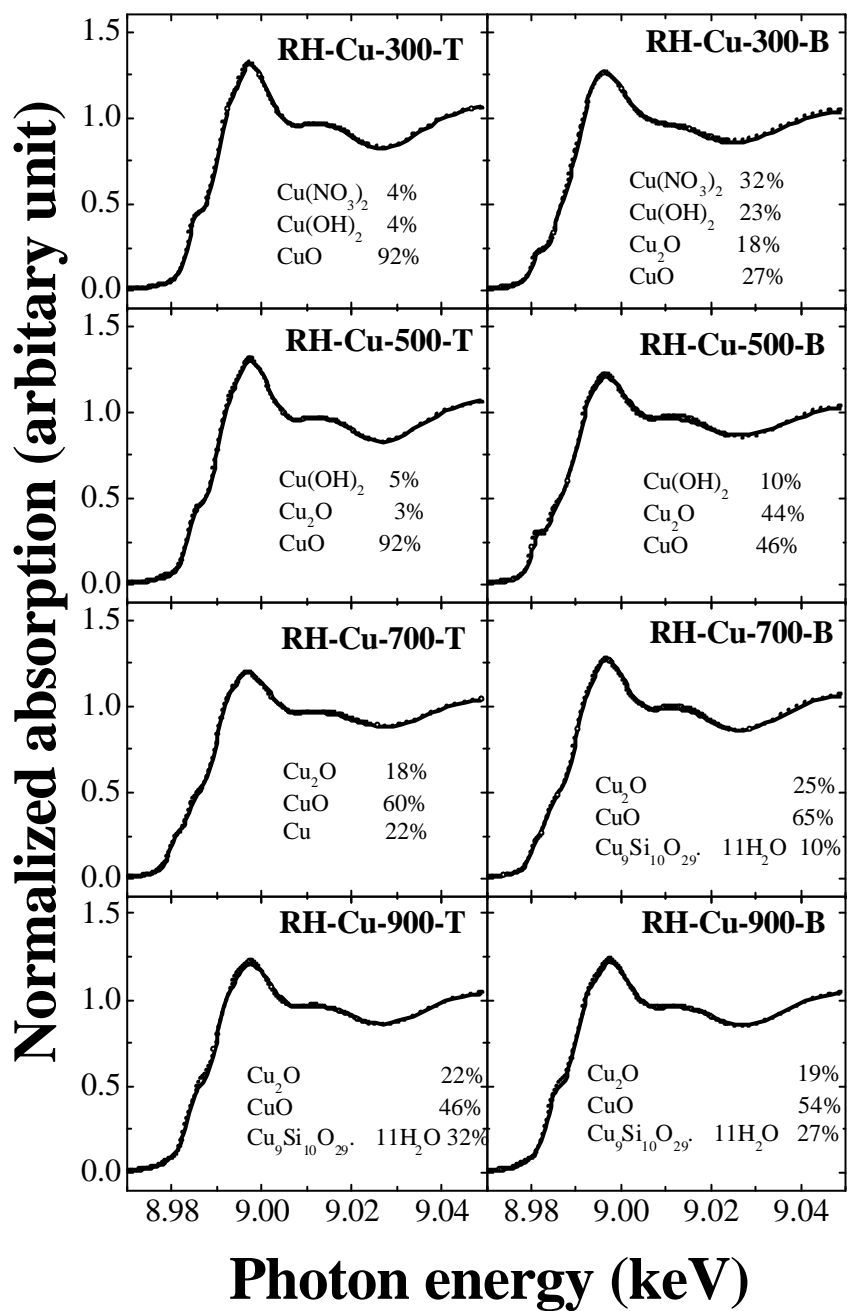 Normalized absorption (arbitary unit)
1.5
1.0
0.5
0.0
RH-Cu-300-T
Cu(NO₃)₂ 4%
Cu(OH)₂ 4%
CuO 92%
RH-Cu-300-B
Cu(NO₃)₂ 32%
Cu(OH)₂ 23%
Cu₂O 18%
CuO 27%
1.5
1.0
0.5
0.0
RH-Cu-500-T
Cu(OH)₂ 5%
Cu₂O 3%
CuO 92%
RH-Cu-500-B
Cu(OH)₂ 10%
Cu₂O 44%
CuO 46%
1.5
1.0
0.5
0.0
RH-Cu-700-T
Cu₂O 18%
CuO 60%
Cu 22%
RH-Cu-700-B
Cu₂O 25%
CuO 65%
Cu₉Si₁₀O₂₉. 11H₂O 10%
1.5
1.0
0.5
0.0
RH-Cu-900-T
Cu₂O 22%
CuO 46%
Cu₉Si₁₀O₂₉. 11H₂O 32%
RH-Cu-900-B
Cu₂O 19%
CuO 54%
Cu₉Si₁₀O₂₉. 11H₂O 27%
8.98 9.00 9.02 9.04 8.98 9.00 9.02 9.04
Photon energy (keV)